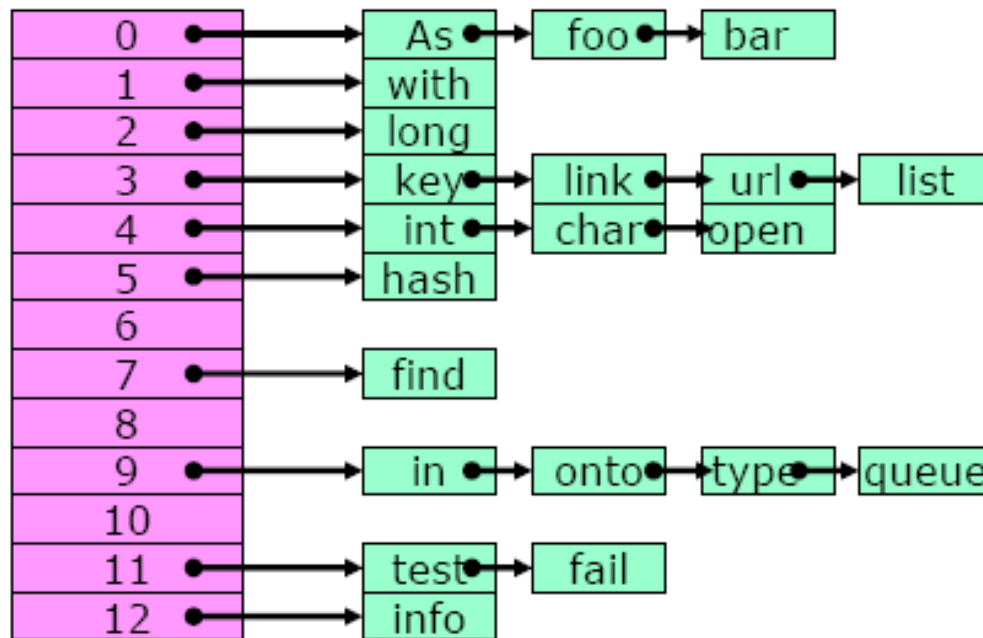 0 As foo bar
1 with
2 long
3 key link url list
4 int char open
5 hash
6
7 find
8
9 in onto type queue
10
11 test fail
12 info